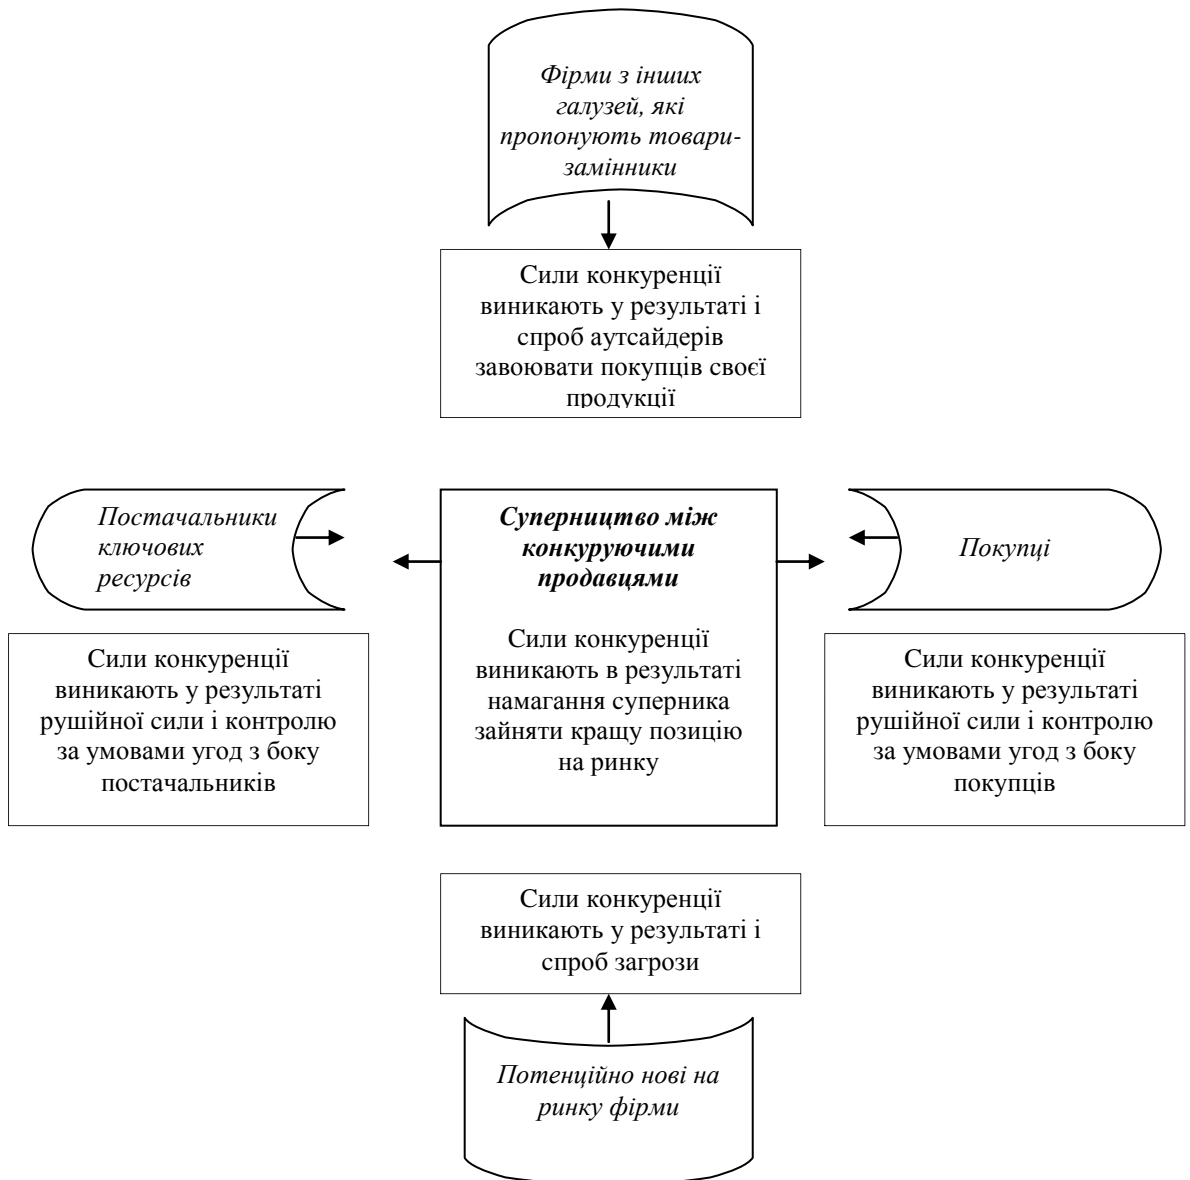 Фірми з інших
галузей, які
пропонують товари-
замінники
Сили конкуренції
виникають у результаті і
спроб аутсайдерів
завоювати покупців своєї
продукції
Постачальники
ключових
ресурсів
Суперництво між
конкуруючими
продавцями
Сили конкуренції
виникають в результаті
намагання суперника
зайняти кращу позицію
на ринку
Покупці
Сили конкуренції
виникають у результаті
рушійної сили і контролю
за умовами угод з боку
постачальників
Сили конкуренції
виникають у результаті
рушійної сили і контролю
за умовами угод з боку
покупців
Сили конкуренції
виникають у результаті і
спроб загрози
Потенційно нові на
ринку фірми